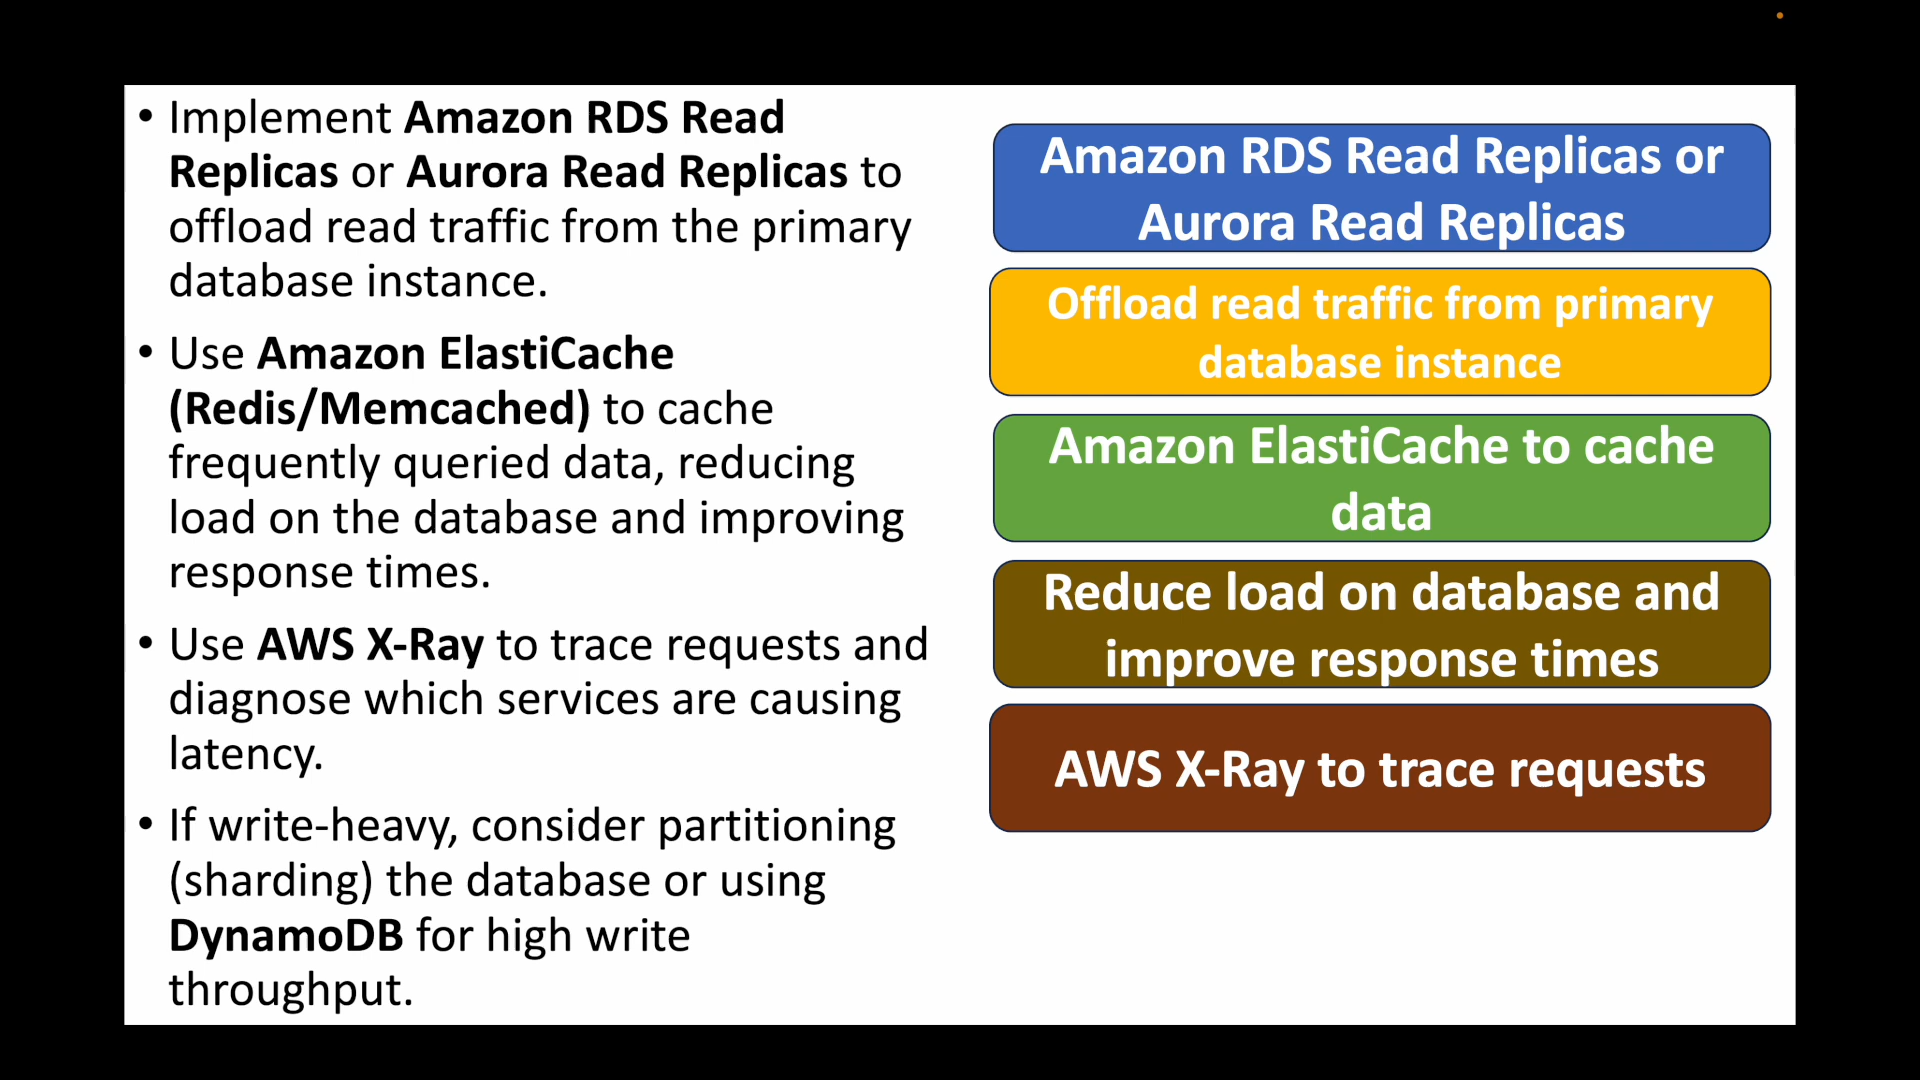 • Implement Amazon RDS Read
Replicas or Aurora Read Replicas to
offload read traffic from the primary
database instance.
• Use Amazon ElastiCache
(Redis/Memcached) to cache
frequently queried data, reducing
load on the database and improving
response times.
• Use AWS X-Ray to trace requests and
diagnose which services are causing
latency.
• If write-heavy, consider partitioning
(sharding) the database or using
DynamoDB for high write
throughput.
Amazon RDS Read Replicas or
Aurora Read Replicas
Offload read traffic from primary
database instance
Amazon ElastiCache to cache
data
Reduce load on database and
improve response times
AWS X-Ray to trace requests